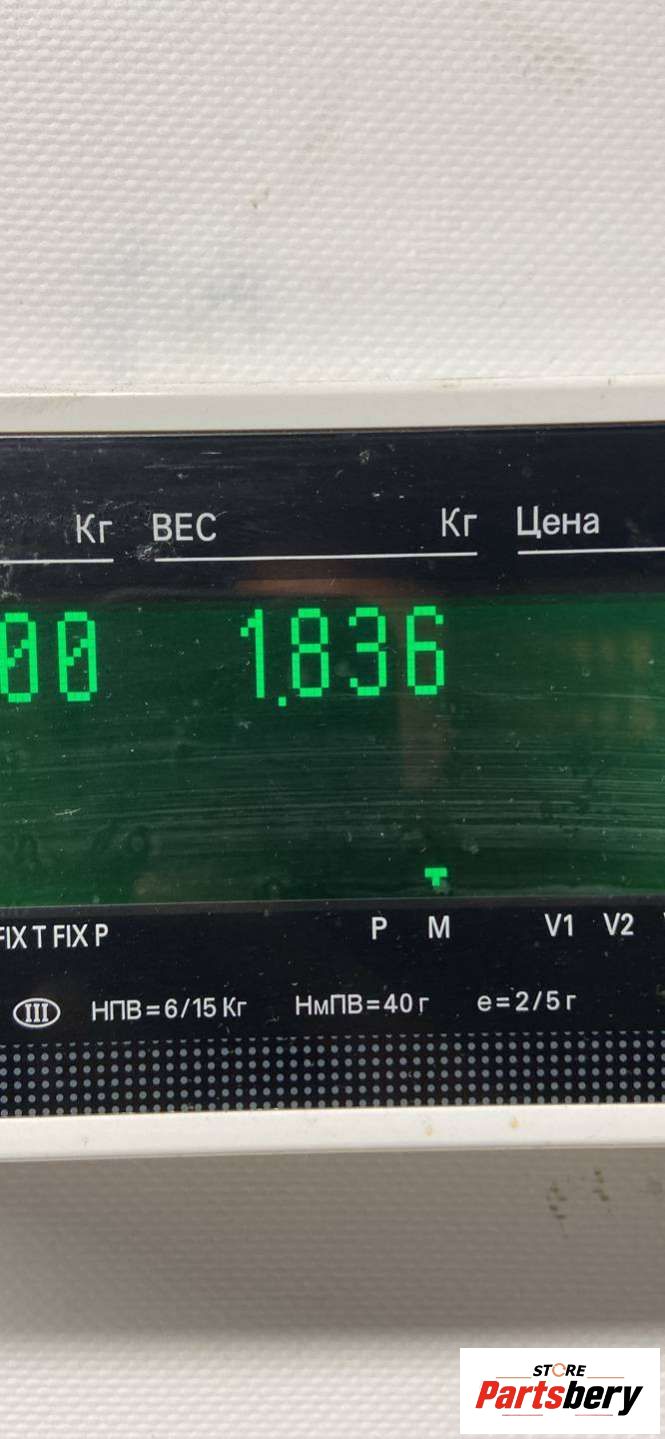 Кг ВЕС Кг Цена
00 1.836
FIX T FIX P P M V1 V2
III НПВ=6/15 Кг НмПВ=40 г e=2/5 г
STORE
Partsbery